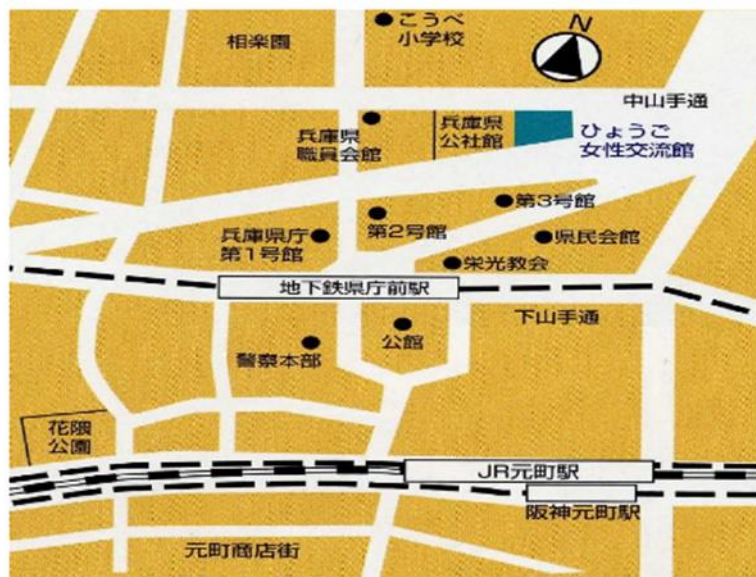 こうべ
小学校
N
相楽園
中山手通
兵庫県
職員会館
兵庫県
公社館
ひょうご
女性交流館
第3号館
第2号館
兵庫県庁
第1号館
県民会館
栄光教会
地下鉄県庁前駅
下山手通
公館
警察本部
花隈
公園
JR元町駅
阪神元町駅
元町商店街